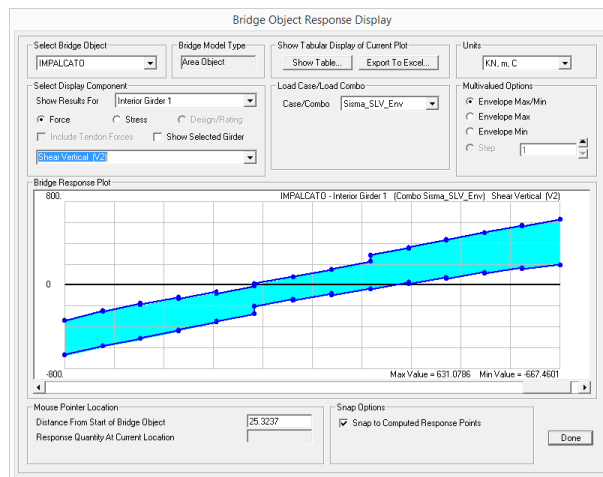 Bridge Object Response Display
Select Bridge Object
IMPALCATO
Bridge Model Type
Area Object
Show Tabular Display of Current Plot
Show Table...
Export To Excel...
Units
KN, m, C
Select Display Component
Show Results For
Interior Girder 1
Force
Stress
Design/Rating
Include Tendon Forces
Show Selected Girder
Shear Vertical (V2)
Load Case/Load Combo
Case/Combo
Sisma_SLV_Env
Multivalued Options
Envelope Max/Min
Envelope Max
Envelope Min
Step
1
Bridge Response Plot
800.
IMPALCATO - Interior Girder 1 (Combo Sisma_SLV_Env) Shear Vertical (V2)
0
-800.
Max Value = 631.0786 Min Value = -667.4601
Mouse Pointer Location
Distance From Start of Bridge Object
25.3237
Response Quantity At Current Location
Snap Options
Snap to Computed Response Points
Done